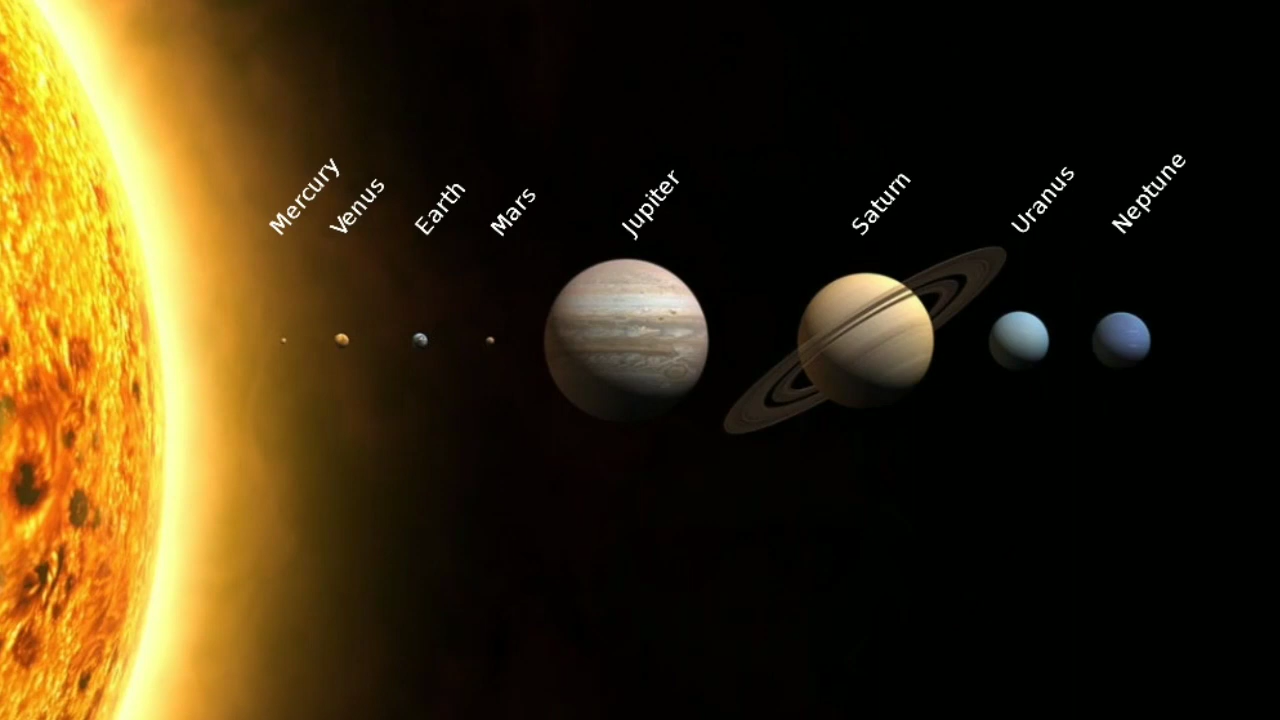 Mercury
Venus
Earth
Mars
Jupiter
Saturn
Uranus
Neptune